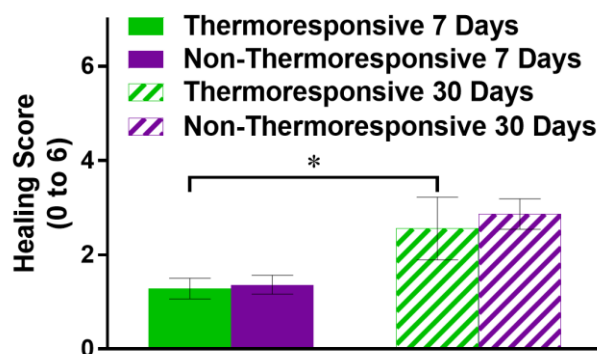 Thermoresponsive 7 Days
Non-Thermoresponsive 7 Days
Thermoresponsive 30 Days
Non-Thermoresponsive 30 Days
Healing Score
(0 to 6)
6
4
2
0
*